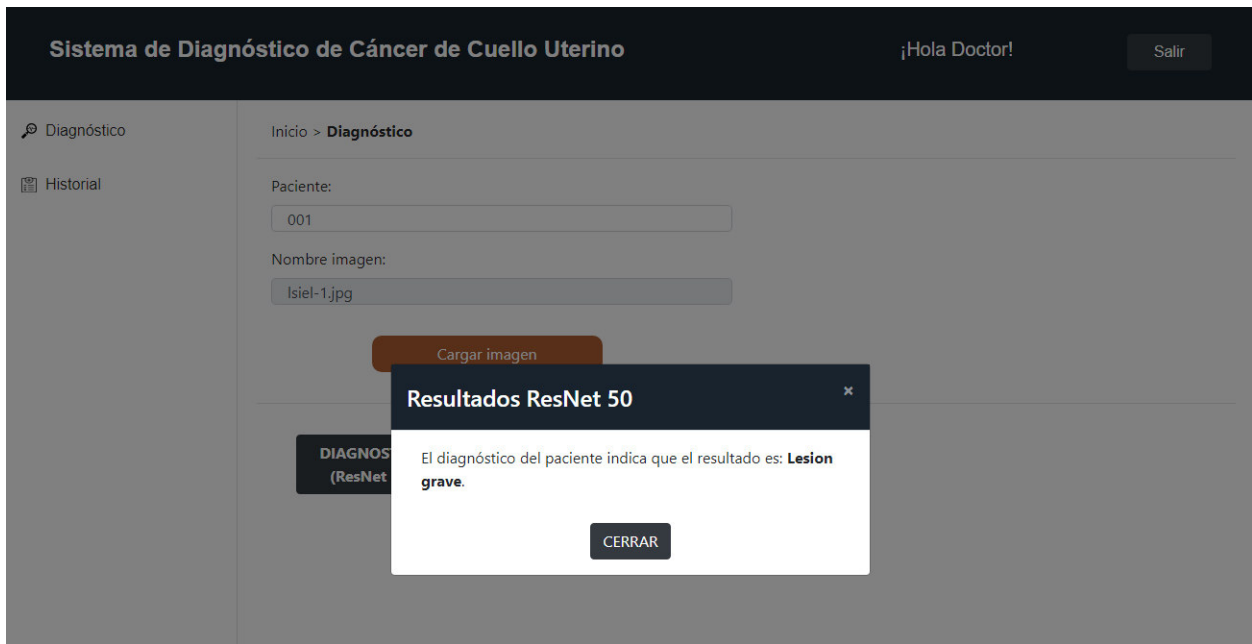 Sistema de Diagnóstico de Cáncer de Cuello Uterino
¡Hola Doctor!
Salir
Diagnóstico
Historial
Inicio > Diagnóstico
Paciente:
001
Nombre imagen:
lsiel-1.jpg
Cargar imagen
Resultados ResNet 50
×
El diagnóstico del paciente indica que el resultado es: Lesion
grave.
CERRAR
DIAGNOS
(ResNet